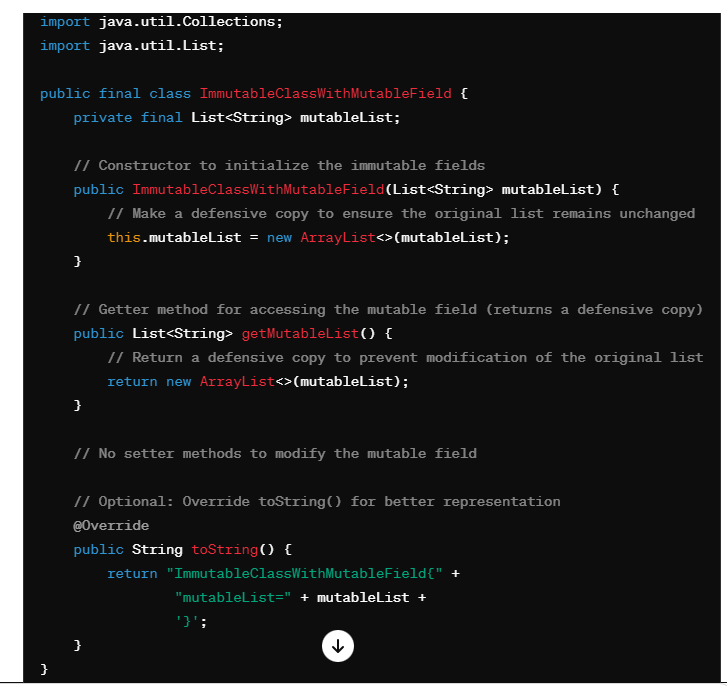 import java.util.Collections;
import java.util.List;
public final class ImmutableClassWithMutableField {
private final List<String> mutableList;
// Constructor to initialize the immutable fields
public ImmutableClassWithMutableField(List<String> mutableList) {
// Make a defensive copy to ensure the original list remains unchanged
this.mutableList = new ArrayList<>(mutableList);
}
// Getter method for accessing the mutable field (returns a defensive copy)
public List<String> getMutableList() {
// Return a defensive copy to prevent modification of the original list
return new ArrayList<>(mutableList);
}
// No setter methods to modify the mutable field
// Optional: Override toString() for better representation
@Override
public String toString() {
return "ImmutableClassWithMutableField{" +
"mutableList=" + mutableList +
'}';
}
}